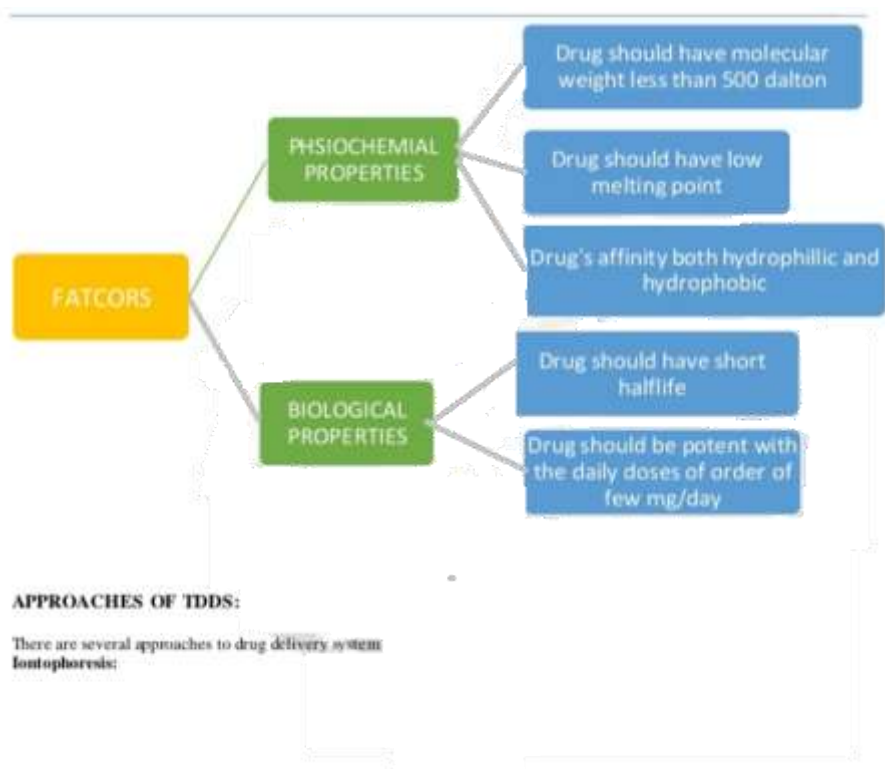 Drug should have molecular
weight less than 500 dalton
PHSIOCHEMIAL
PROPERTIES
Drug should have low
melting point
Drug's affinity both hydrophillic and
hydrophobic
FATCORS
Drug should have short
halflife
BIOLOGICAL
PROPERTIES
Drug should be potent with
the daily doses of order of
few mg/day
APPROACHES OF TDDS:
There are several approaches to drug delivery system
Iontophoresis: